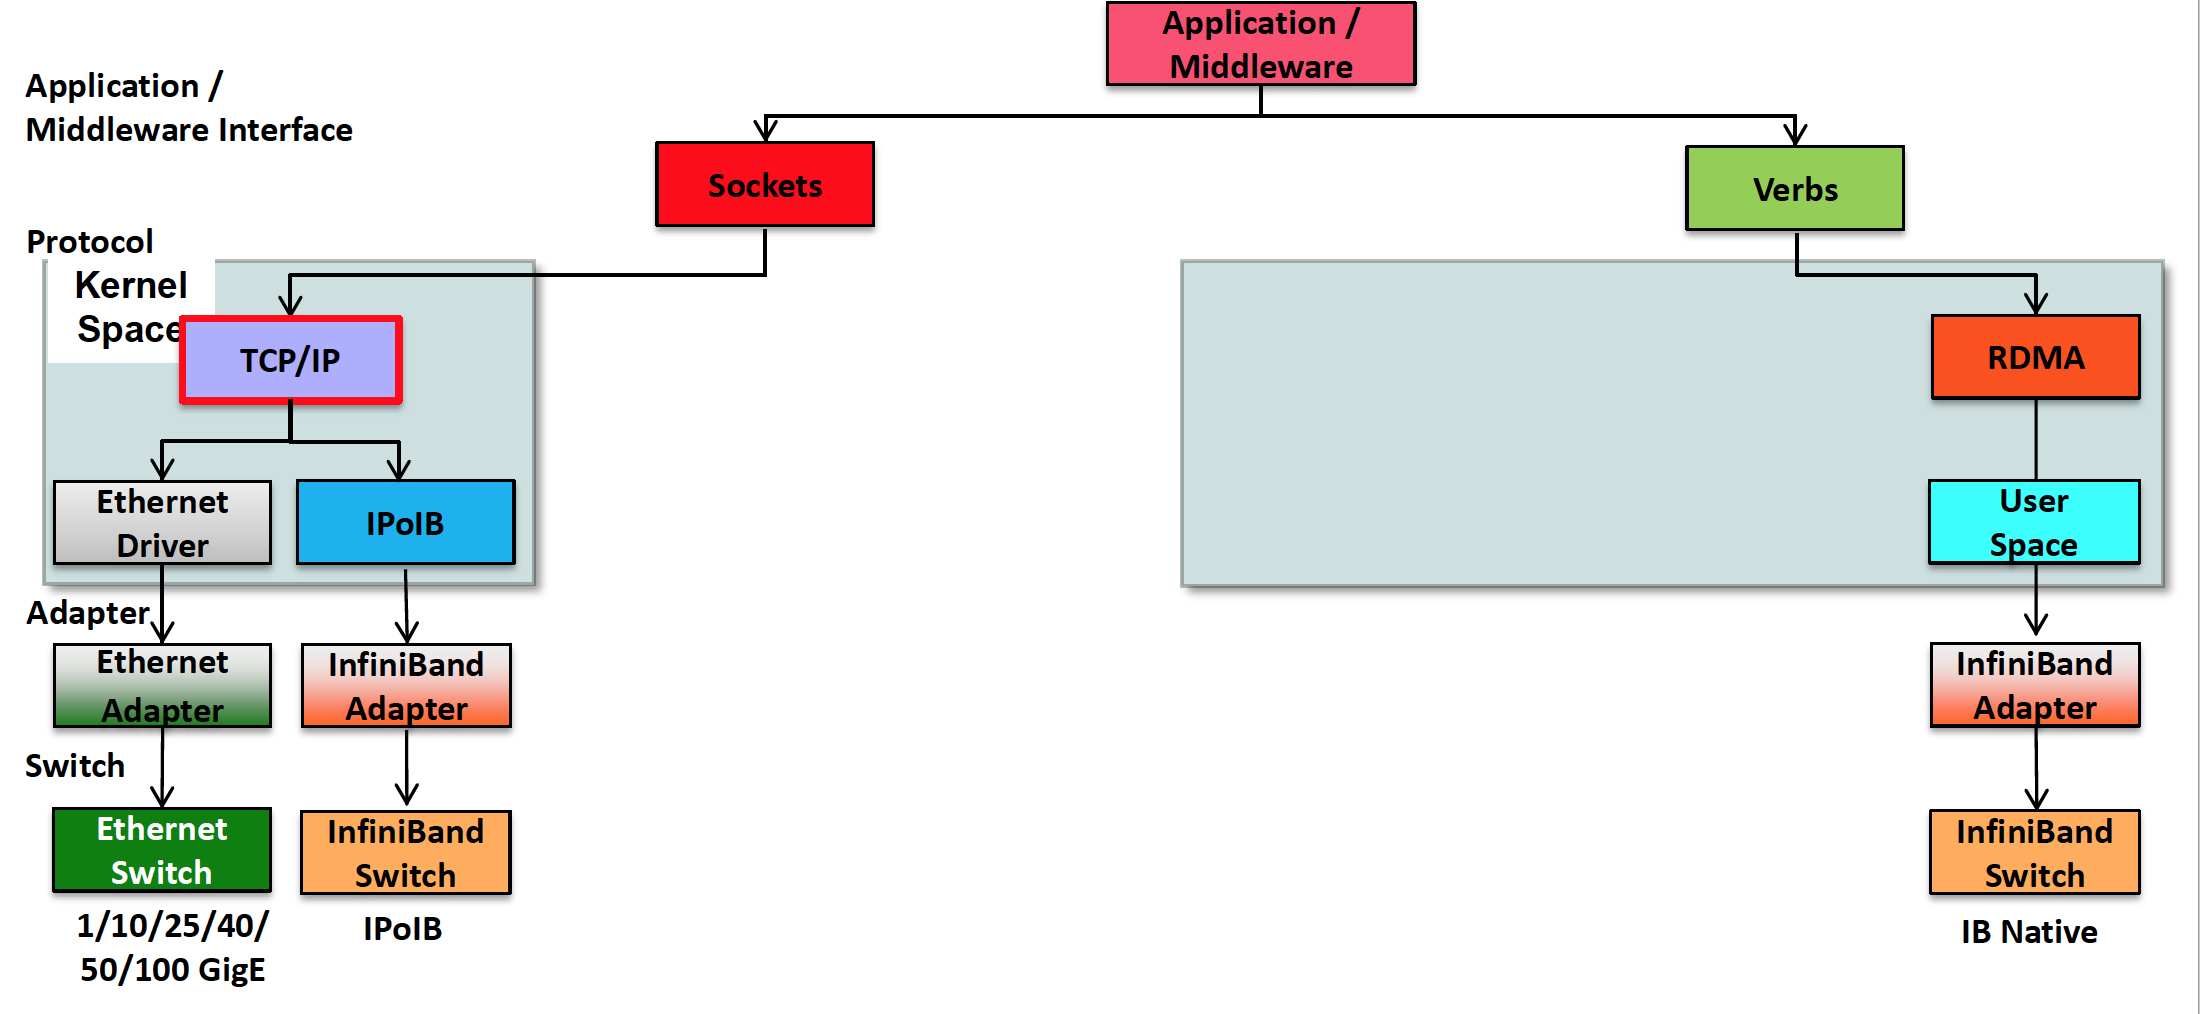 Application /
Middleware
Application /
Middleware Interface
Sockets
Verbs
Protocol
Kernel
Space
TCP/IP
RDMA
Ethernet
Driver
IPoIB
User
Space
Adapter
Ethernet
Adapter
InfiniBand
Adapter
InfiniBand
Adapter
Switch
Ethernet
Switch
InfiniBand
Switch
InfiniBand
Switch
1/10/25/40/
50/100 GigE
IPoIB
IB Native